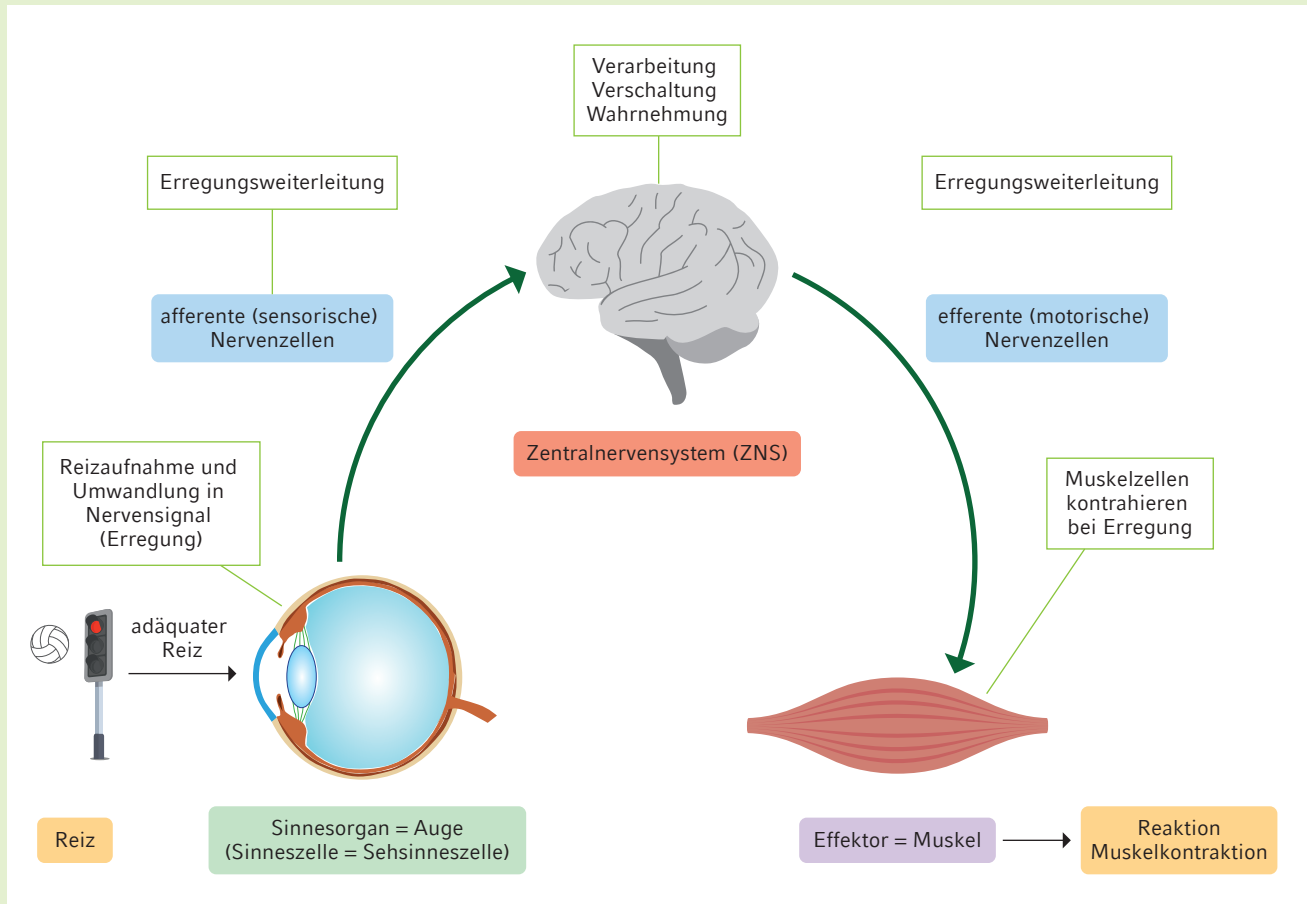 Verarbeitung
Verschaltung
Wahrnehmung
Erregungsweiterleitung
Erregungsweiterleitung
afferente (sensorische)
Nervenzellen
efferente (motorische)
Nervenzellen
Zentralnervensystem (ZNS)
Reizaufnahme und
Umwandlung in
Nervensignal
(Erregung)
Muskelzellen
kontrahieren
bei Erregung
adäquater
Reiz
Reiz
Sinnesorgan = Auge
(Sinneszelle = Sehsinneszelle)
Effektor = Muskel
Reaktion
Muskelkontraktion